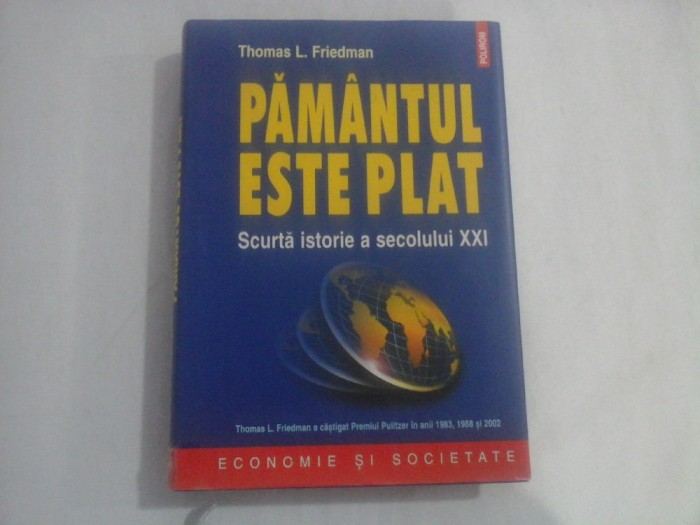 Thomas L. Friedman
POLIROM
PĂMÂNTUL
ESTE PLAT
Scurtă istorie a secolului XXI
Thomas L. Friedman a câștigat Premiul Pulitzer în anii 1983, 1988 și 2002
ECONOMIE ȘI SOCIETATE